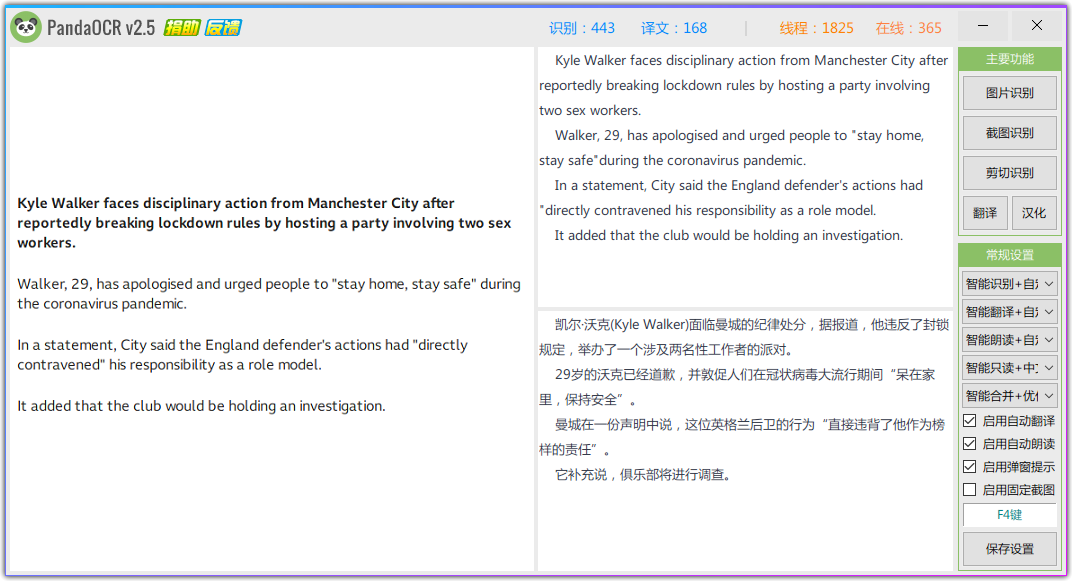 PandaOCR v2.5 捐助 反馈 识别：443 译文：168 | 线程：1825 在线：365
Kyle Walker faces disciplinary action from Manchester City after
reportedly breaking lockdown rules by hosting a party involving two sex
workers.
Walker, 29, has apologised and urged people to "stay home, stay safe" during
the coronavirus pandemic.
In a statement, City said the England defender's actions had "directly
contravened" his responsibility as a role model.
It added that the club would be holding an investigation.
Kyle Walker faces disciplinary action from Manchester City after
reportedly breaking lockdown rules by hosting a party involving
two sex workers.
Walker, 29, has apologised and urged people to "stay home,
stay safe"during the coronavirus pandemic.
In a statement, City said the England defender's actions had
"directly contravened his responsibility as a role model.
It added that the club would be holding an investigation.
凯尔·沃克(Kyle Walker)面临曼城的纪律处分，据报道，他违反了封锁
规定，举办了一个涉及两名性工作者的派对。
29岁的沃克已经道歉，并敦促人们在冠状病毒大流行期间“呆在家
里，保持安全”。
曼城在一份声明中说，这位英格兰后卫的行为“直接违背了他作为榜
样的责任”。
它补充说，俱乐部将进行调查。
主要功能
图片识别
截图识别
剪切识别
翻译 汉化
常规设置
智能识别+自
智能翻译+自
智能朗读+自
智能只读+中
智能合并+优
启用自动翻译
启用自动朗读
启用弹窗提示
启用固定截图
F4键
保存设置